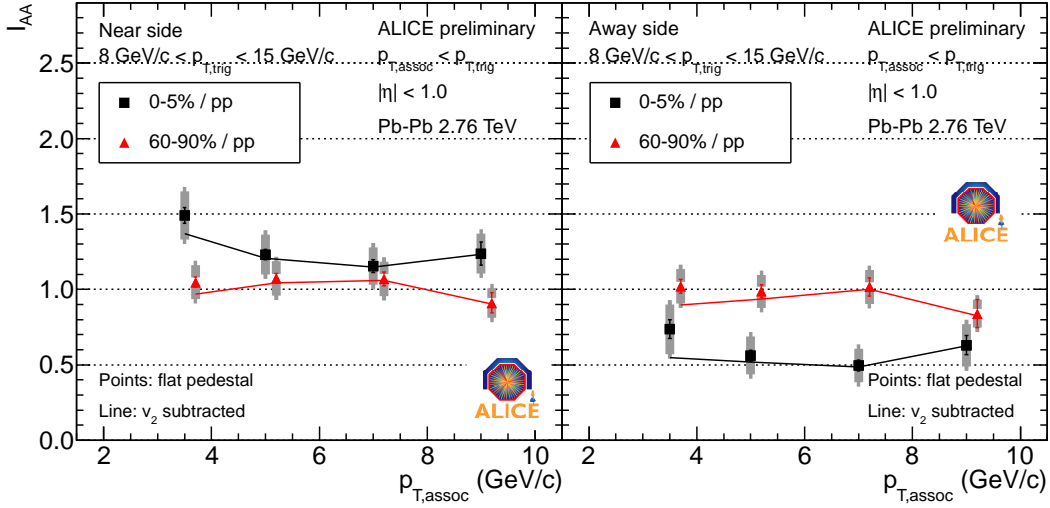 I_AA
Near side
8 GeV/c < p_T,trig < 15 GeV/c
ALICE preliminary
p_T,assoc < p_T,trig
|η| < 1.0
Pb-Pb 2.76 TeV
0-5% / pp
60-90% / pp
2.5
2.0
1.5
1.0
0.5
0.0
Points: flat pedestal
Line: v_2 subtracted
ALICE
2 4 6 8 10
p_T,assoc (GeV/c)
Away side
8 GeV/c < p_T,trig < 15 GeV/c
ALICE preliminary
p_T,assoc < p_T,trig
|η| < 1.0
Pb-Pb 2.76 TeV
0-5% / pp
60-90% / pp
ALICE
Points: flat pedestal
Line: v_2 subtracted
2 4 6 8 10
p_T,assoc (GeV/c)